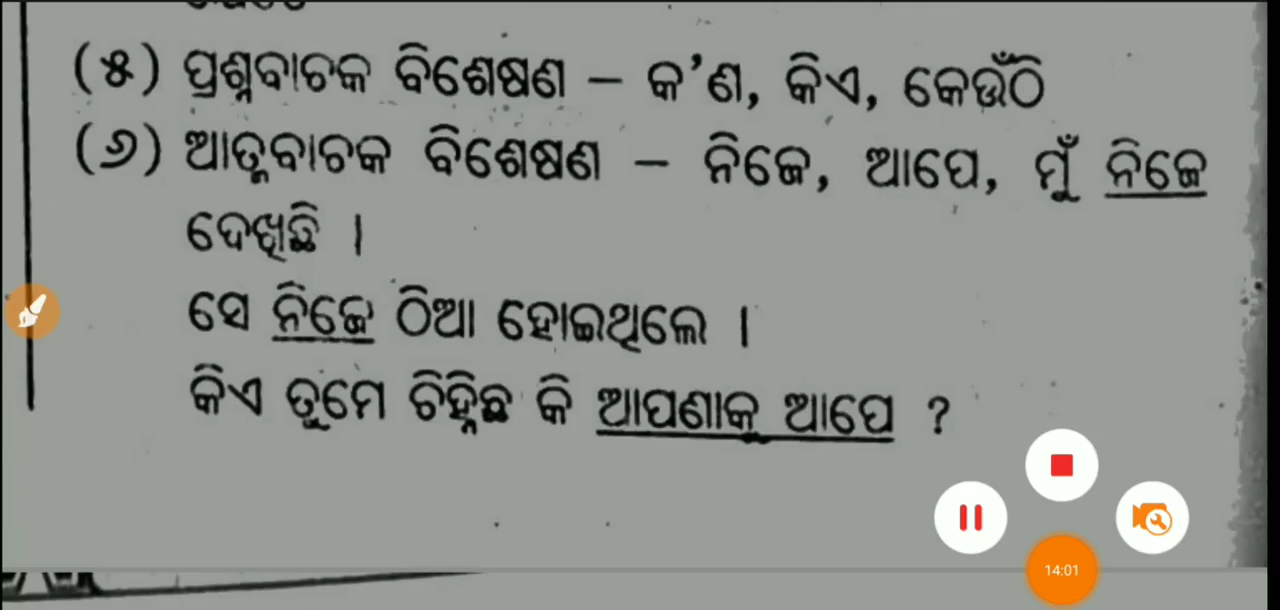 (୫) ପ୍ରଶ୍ନବାଚକ ବିଶେଷଣ – କ'ଣ, କିଏ, କେଉଁଠି
(୬) ଆତ୍ମବାଚକ ବିଶେଷଣ – ନିଜେ, ଆପେ, ମୁଁ ନିଜେ
ଦେଖିଛି ।
ସେ ନିଜେ ଠିଆ ହୋଇଥିଲେ ।
କିଏ ତୁମେ ଚିହ୍ନିଛ କି ଆପଣାକୁ ଆପେ ?
14:01